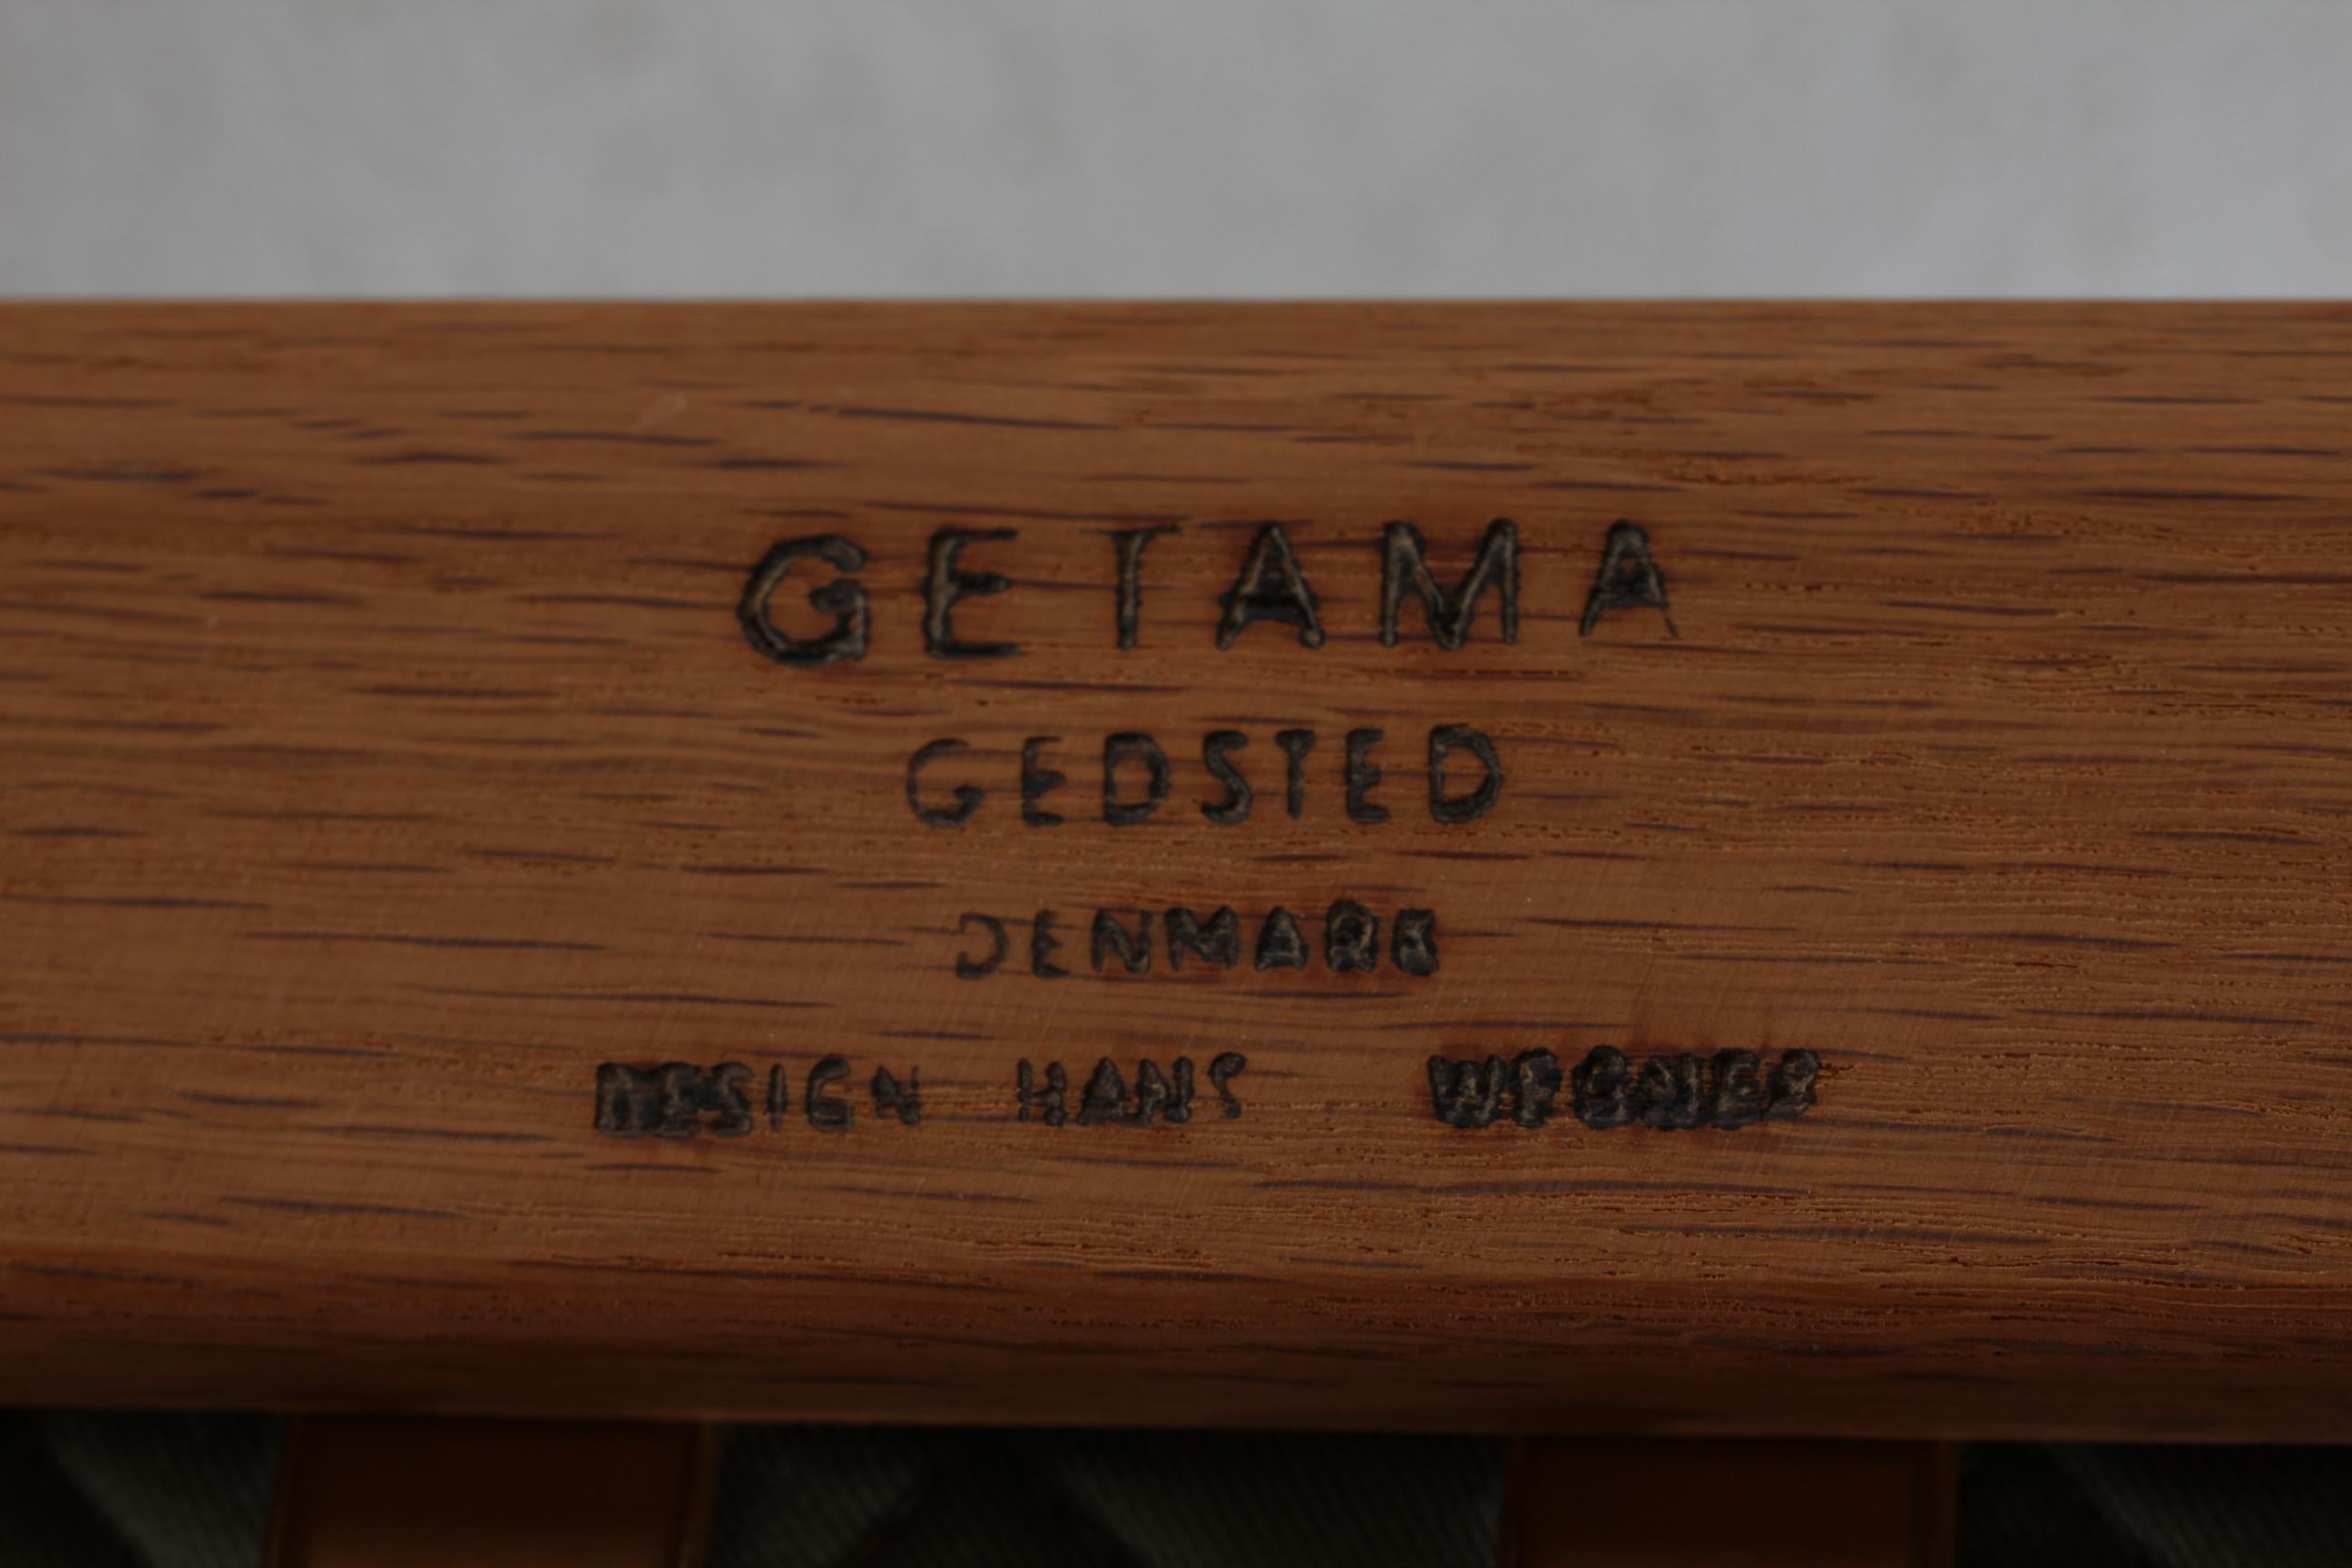 GETAMA
GEDSTED
DENMARK
DESIGN HANS WEGNER